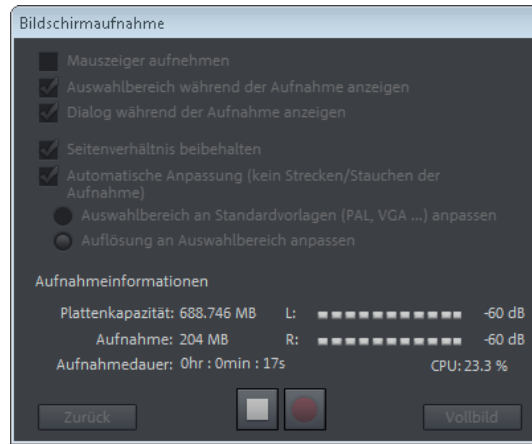 Bildschirmaufnahme
Mauszeiger aufnehmen
Auswahlbereich während der Aufnahme anzeigen
Dialog während der Aufnahme anzeigen
Seitenverhältnis beibehalten
Automatische Anpassung (kein Strecken/Stauchen der
Aufnahme)
Auswahlbereich an Standardvorlagen (PAL, VGA ...) anpassen
Auflösung an Auswahlbereich anpassen
Aufnahmeinformationen
Plattenkapazität: 688.746 MB L: -60 dB
Aufnahme: 204 MB R: -60 dB
Aufnahmedauer: 0hr : 0min : 17s CPU: 23.3 %
Zurück Vollbild